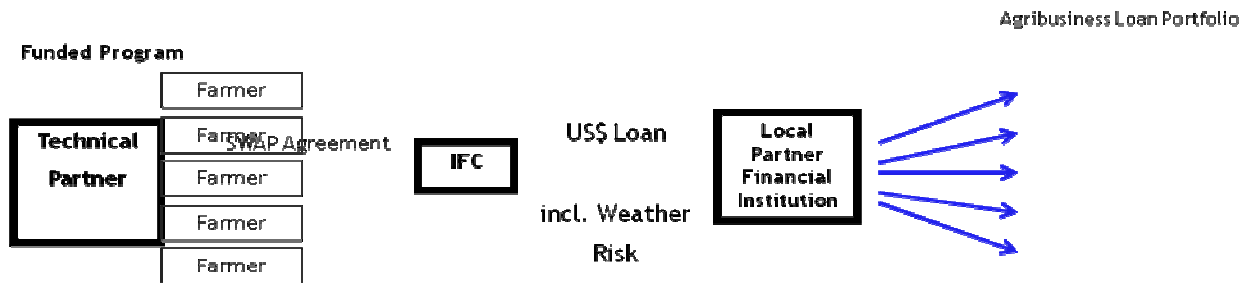 Agribusiness Loan Portfolio
Funded Program
Farmer
Farmer
Farmer
Farmer
Farmer
Technical
Partner
SWAP Agreement
IFC
US$ Loan
incl. Weather
Risk
Local
Partner
Financial
Institution